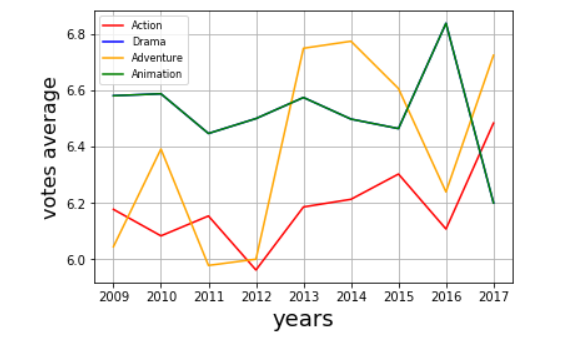 Action
Drama
Adventure
Animation
6.8
6.6
6.4
6.2
6.0
votes average
2009 2010 2011 2012 2013 2014 2015 2016 2017
years